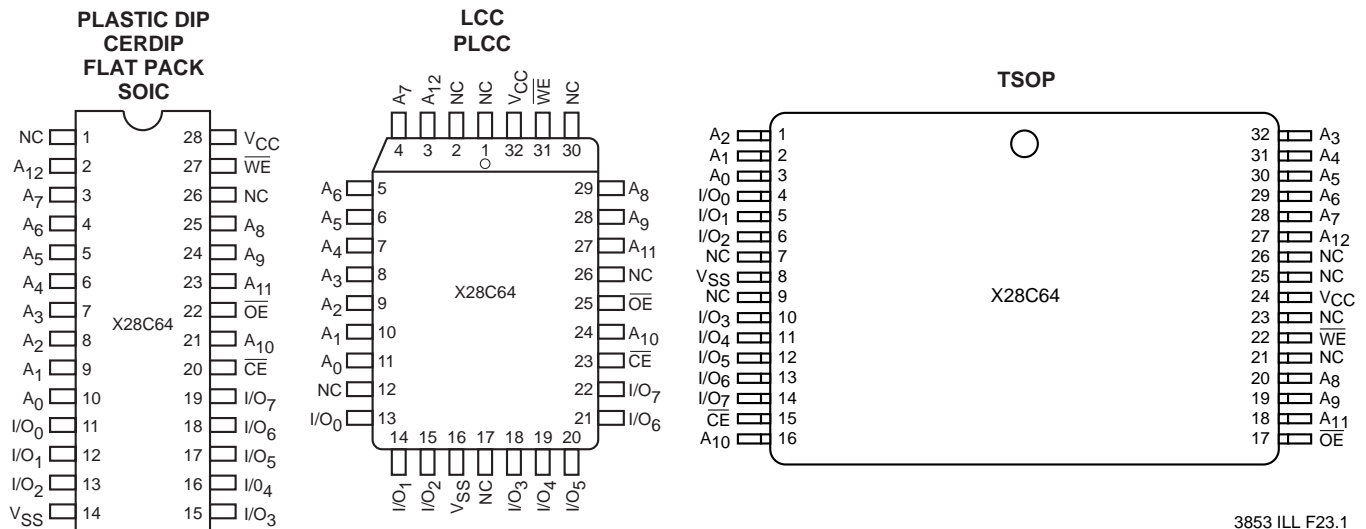 PLASTIC DIP
CERDIP
FLAT PACK
SOIC
NC 1 28 VCC
A12 2 27 WE
A7 3 26 NC
A6 4 25 A8
A5 5 24 A9
A4 6 23 A11
A3 7 22 OE
A2 8 21 A10
A1 9 20 CE
A0 10 19 I/O7
I/O0 11 18 I/O6
I/O1 12 17 I/O5
I/O2 13 16 I/04
VSS 14 15 I/O3
X28C64
LCC
PLCC
A7 A12 NC NC VCC WE NC
4 3 2 1 32 31 30
A6 5 29 A8
A5 6 28 A9
A4 7 27 A11
A3 8 26 NC
A2 9 25 OE
A1 10 24 A10
A0 11 23 CE
NC 12 22 I/O7
I/O0 13 21 I/O6
X28C64
14 15 16 17 18 19 20
I/O1 I/O2 VSS NC I/O3 I/O4 I/O5
TSOP
A2 1 32 A3
A1 2 31 A4
A0 3 30 A5
I/O0 4 29 A6
I/O1 5 28 A7
I/O2 6 27 A12
NC 7 26 NC
VSS 8 25 NC
NC 9 24 VCC
I/O3 10 23 NC
I/O4 11 22 WE
I/O5 12 21 NC
I/O6 13 20 A8
I/O7 14 19 A9
CE 15 18 A11
A10 16 17 OE
X28C64
3853 ILL F23.1